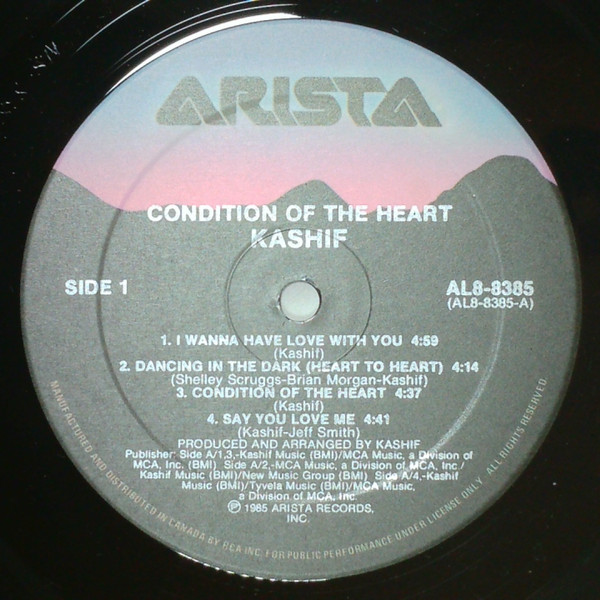 ARISTA
CONDITION OF THE HEART
KASHIF
SIDE 1
AL8-8385
(AL8-8385-A)
1. I WANNA HAVE LOVE WITH YOU 4:59
(Kashif)
2. DANCING IN THE DARK (HEART TO HEART) 4:14
(Shelley Scruggs-Brian Morgan-Kashif)
3. CONDITION OF THE HEART 4:37
(Kashif)
4. SAY YOU LOVE ME 4:41
(Kashif-Jeff Smith)
PRODUCED AND ARRANGED BY KASHIF
Publisher: Side A/1,3,-Kashif Music (BMI)/MCA Music, a Division of
MCA, Inc. (BMI) Side A/2,-MCA Music, a Division of MCA, Inc./
Kashif Music (BMI)/New Music Group (BMI) Side A/4,-Kashif
Music (BMI)/Tyvela Music (BMI)/MCA Music,
a Division of MCA, Inc.
℗ 1985 ARISTA RECORDS,
INC.
MANUFACTURED AND DISTRIBUTED IN CANADA BY RCA INC. FOR PUBLIC PERFORMANCE UNDER LICENSE ONLY. ALL RIGHTS RESERVED.